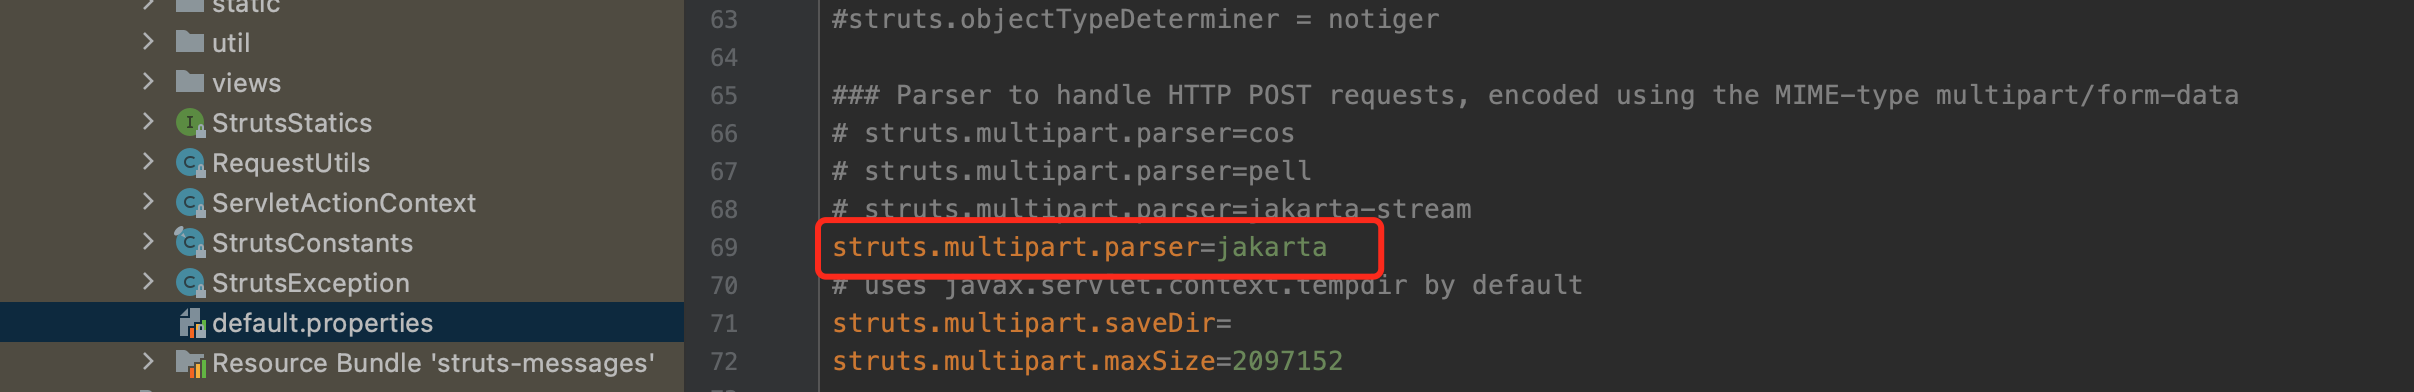 static
util
views
StrutsStatics
RequestUtils
ServletActionContext
StrutsConstants
StrutsException
default.properties
Resource Bundle 'struts-messages'
63 #struts.objectTypeDeterminer = notiger
64
65 ### Parser to handle HTTP POST requests, encoded using the MIME-type multipart/form-data
66 # struts.multipart.parser=cos
67 # struts.multipart.parser=pell
68 # struts.multipart.parser=jakarta-stream
69 struts.multipart.parser=jakarta
70 # uses javax.servlet.context.tempdir by default
71 struts.multipart.saveDir=
72 struts.multipart.maxSize=2097152